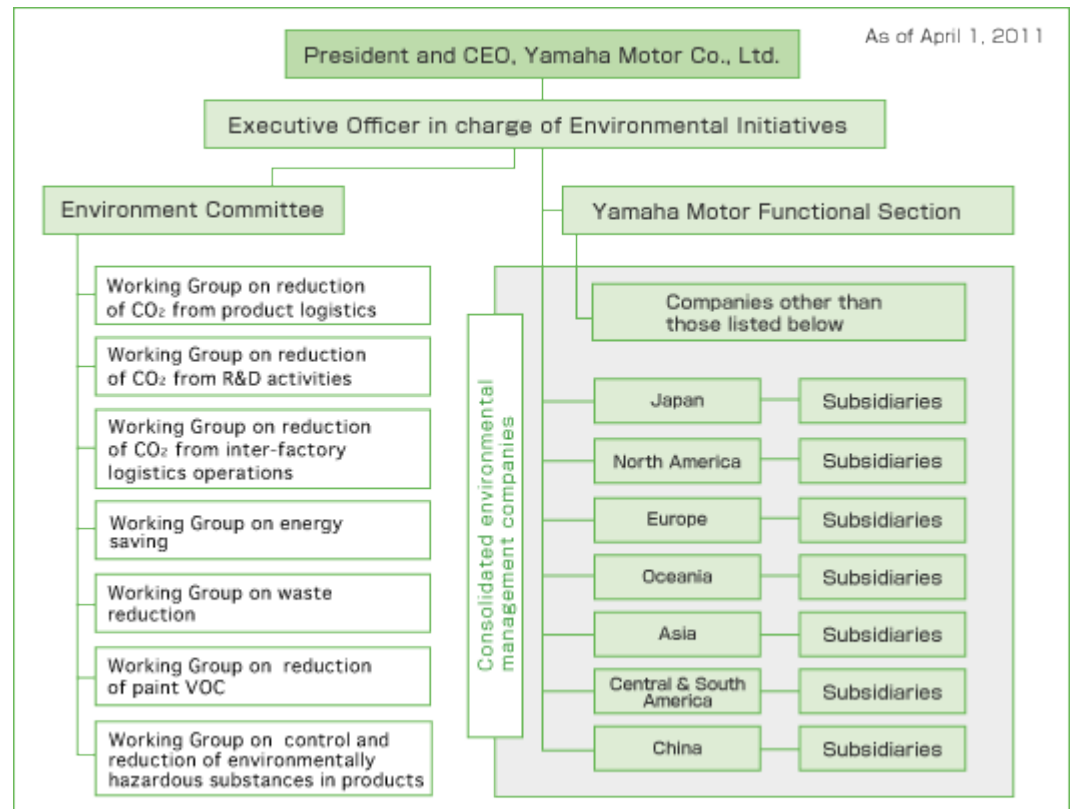 As of April 1, 2011
President and CEO, Yamaha Motor Co., Ltd.
Executive Officer in charge of Environmental Initiatives
Environment Committee
Working Group on reduction
of CO₂ from product logistics
Working Group on reduction
of CO₂ from R&D activities
Working Group on reduction
of CO₂ from inter-factory
logistics operations
Working Group on energy
saving
Working Group on waste
reduction
Working Group on reduction
of paint VOC
Working Group on control and
reduction of environmentally
hazardous substances in products
Yamaha Motor Functional Section
Consolidated environmental
management companies
Companies other than
those listed below
Japan
Subsidiaries
North America
Subsidiaries
Europe
Subsidiaries
Oceania
Subsidiaries
Asia
Subsidiaries
Central & South
America
Subsidiaries
China
Subsidiaries